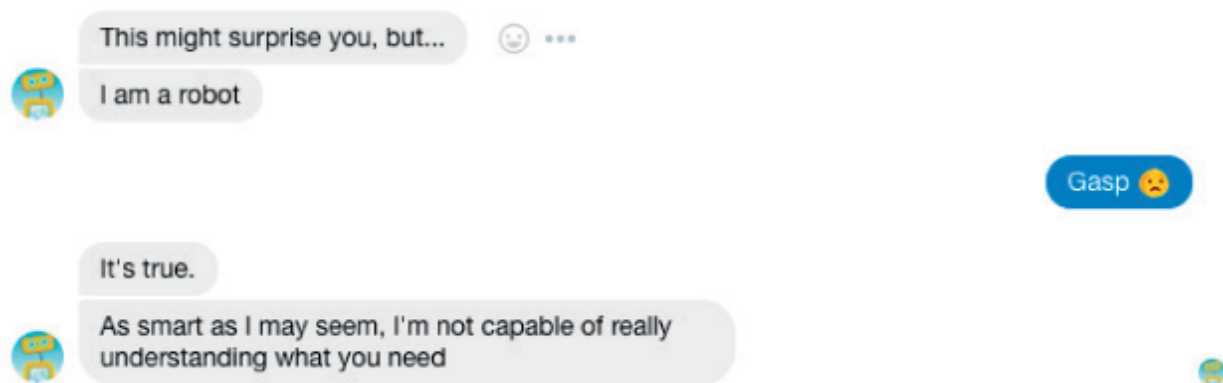 This might surprise you, but...
I am a robot
Gasp 😟
It's true.
As smart as I may seem, I'm not capable of really
understanding what you need